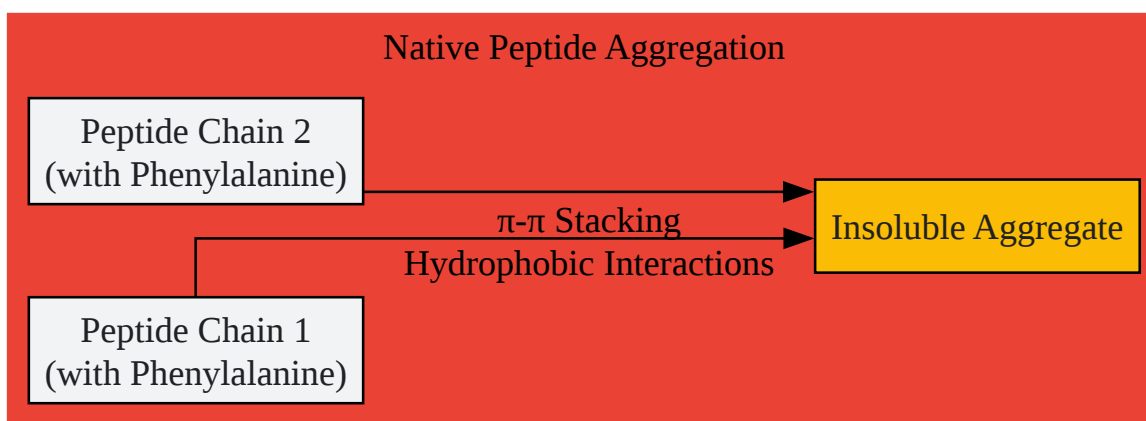 Native Peptide Aggregation
Peptide Chain 2
(with Phenylalanine)
π-π Stacking
Hydrophobic Interactions
Insoluble Aggregate
Peptide Chain 1
(with Phenylalanine)